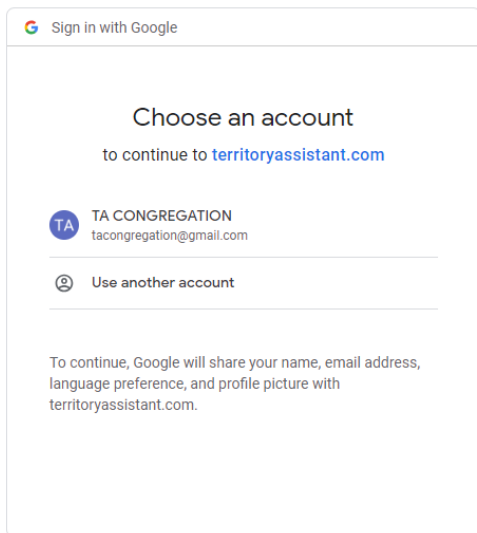 Sign in with Google
Choose an account
to continue to territoryassistant.com
TA
TA CONGREGATION
tacongregation@gmail.com
Use another account
To continue, Google will share your name, email address,
language preference, and profile picture with
territoryassistant.com.